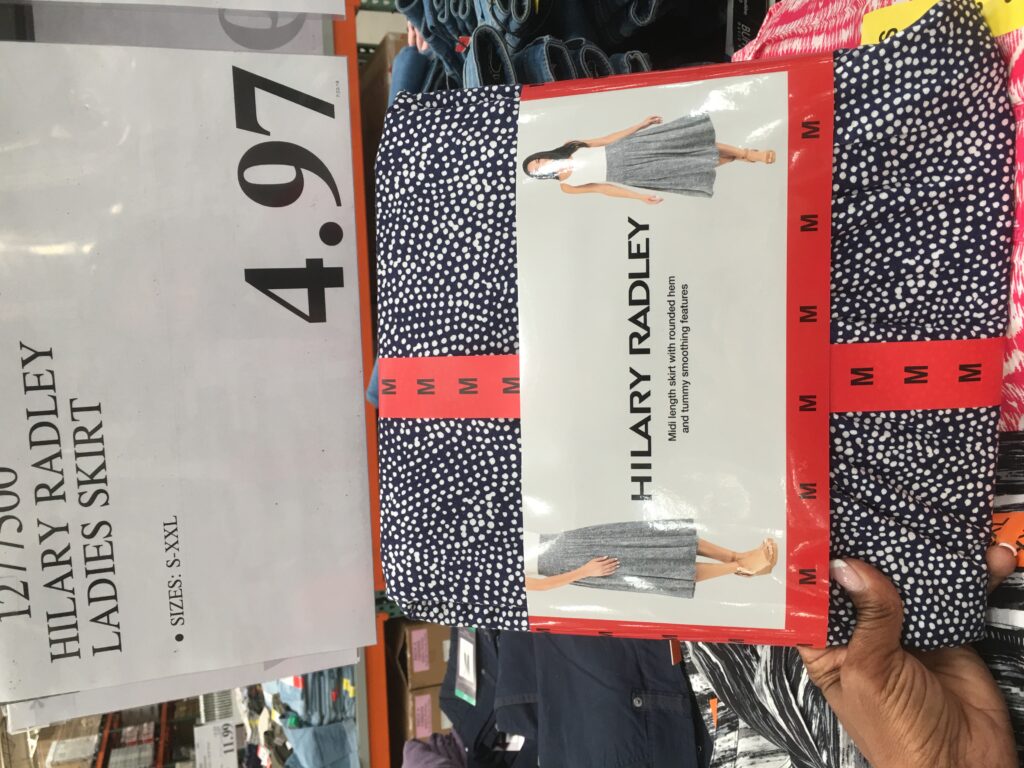 1277500
HILARY RADLEY
LADIES SKIRT
• SIZES: S-XXL
4.97
HILARY RADLEY
Midi length skirt with rounded hem
and tummy smoothing features
M M M M M M
M M M M
M M M
S
M
11.99